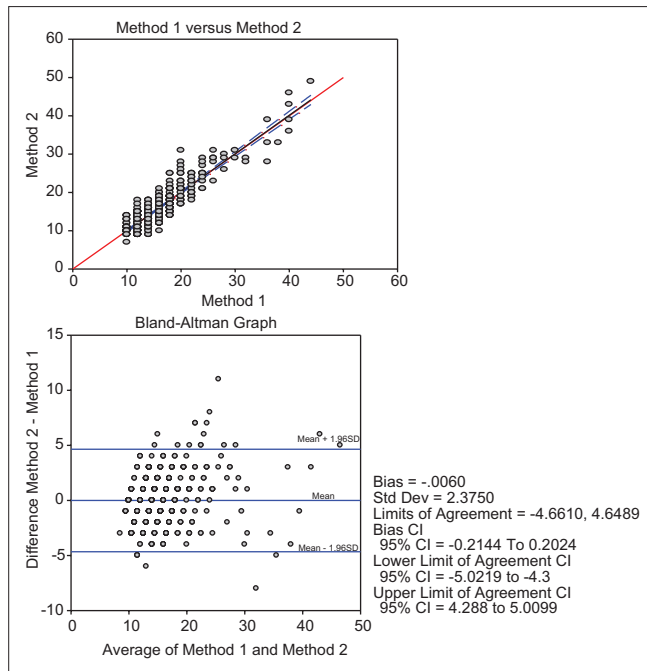 Method 1 versus Method 2
60
50
40
30
20
10
0
Method 2
0 10 20 30 40 50 60
Method 1
Bland-Altman Graph
15
10
5
0
-5
-10
Difference Method 2 - Method 1
Mean + 1.96SD
Mean
Mean - 1.96SD
0 10 20 30 40 50
Average of Method 1 and Method 2
Bias = -.0060
Std Dev = 2.3750
Limits of Agreement = -4.6610, 4.6489
Bias CI
95% CI = -0.2144 To 0.2024
Lower Limit of Agreement CI
95% CI = -5.0219 to -4.3
Upper Limit of Agreement CI
95% CI = 4.288 to 5.0099